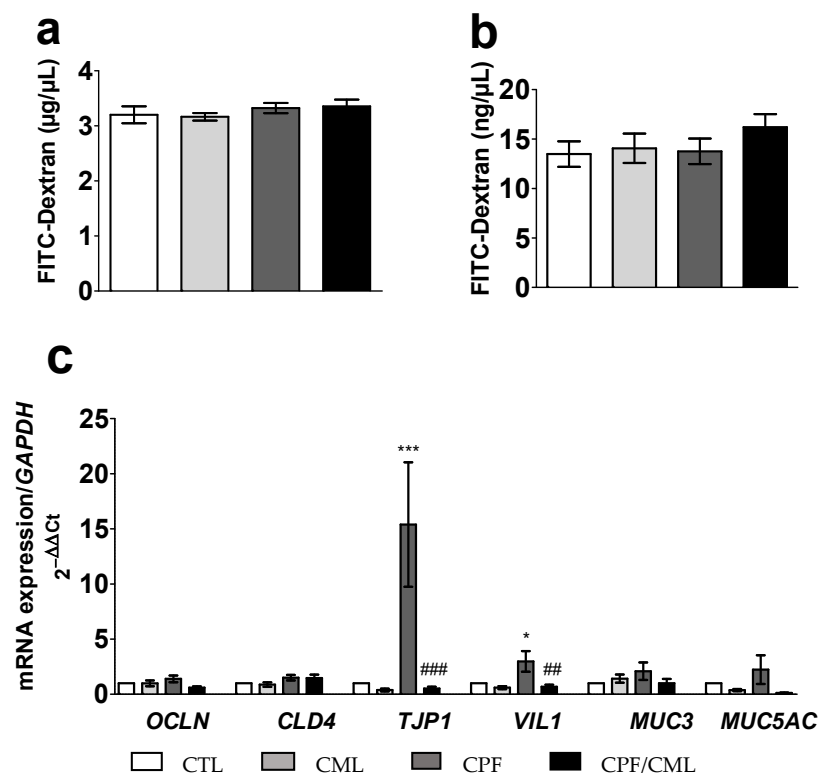 a
FITC-Dextran (µg/µL)
4
3
2
1
0
b
FITC-Dextran (ng/µL)
20
15
10
5
0
c
mRNA expression/GAPDH
2−ΔΔCt
25
20
15
10
5
0
***
###
*
##
OCLN CLD4 TJP1 VIL1 MUC3 MUC5AC
CTL CML CPF CPF/CML